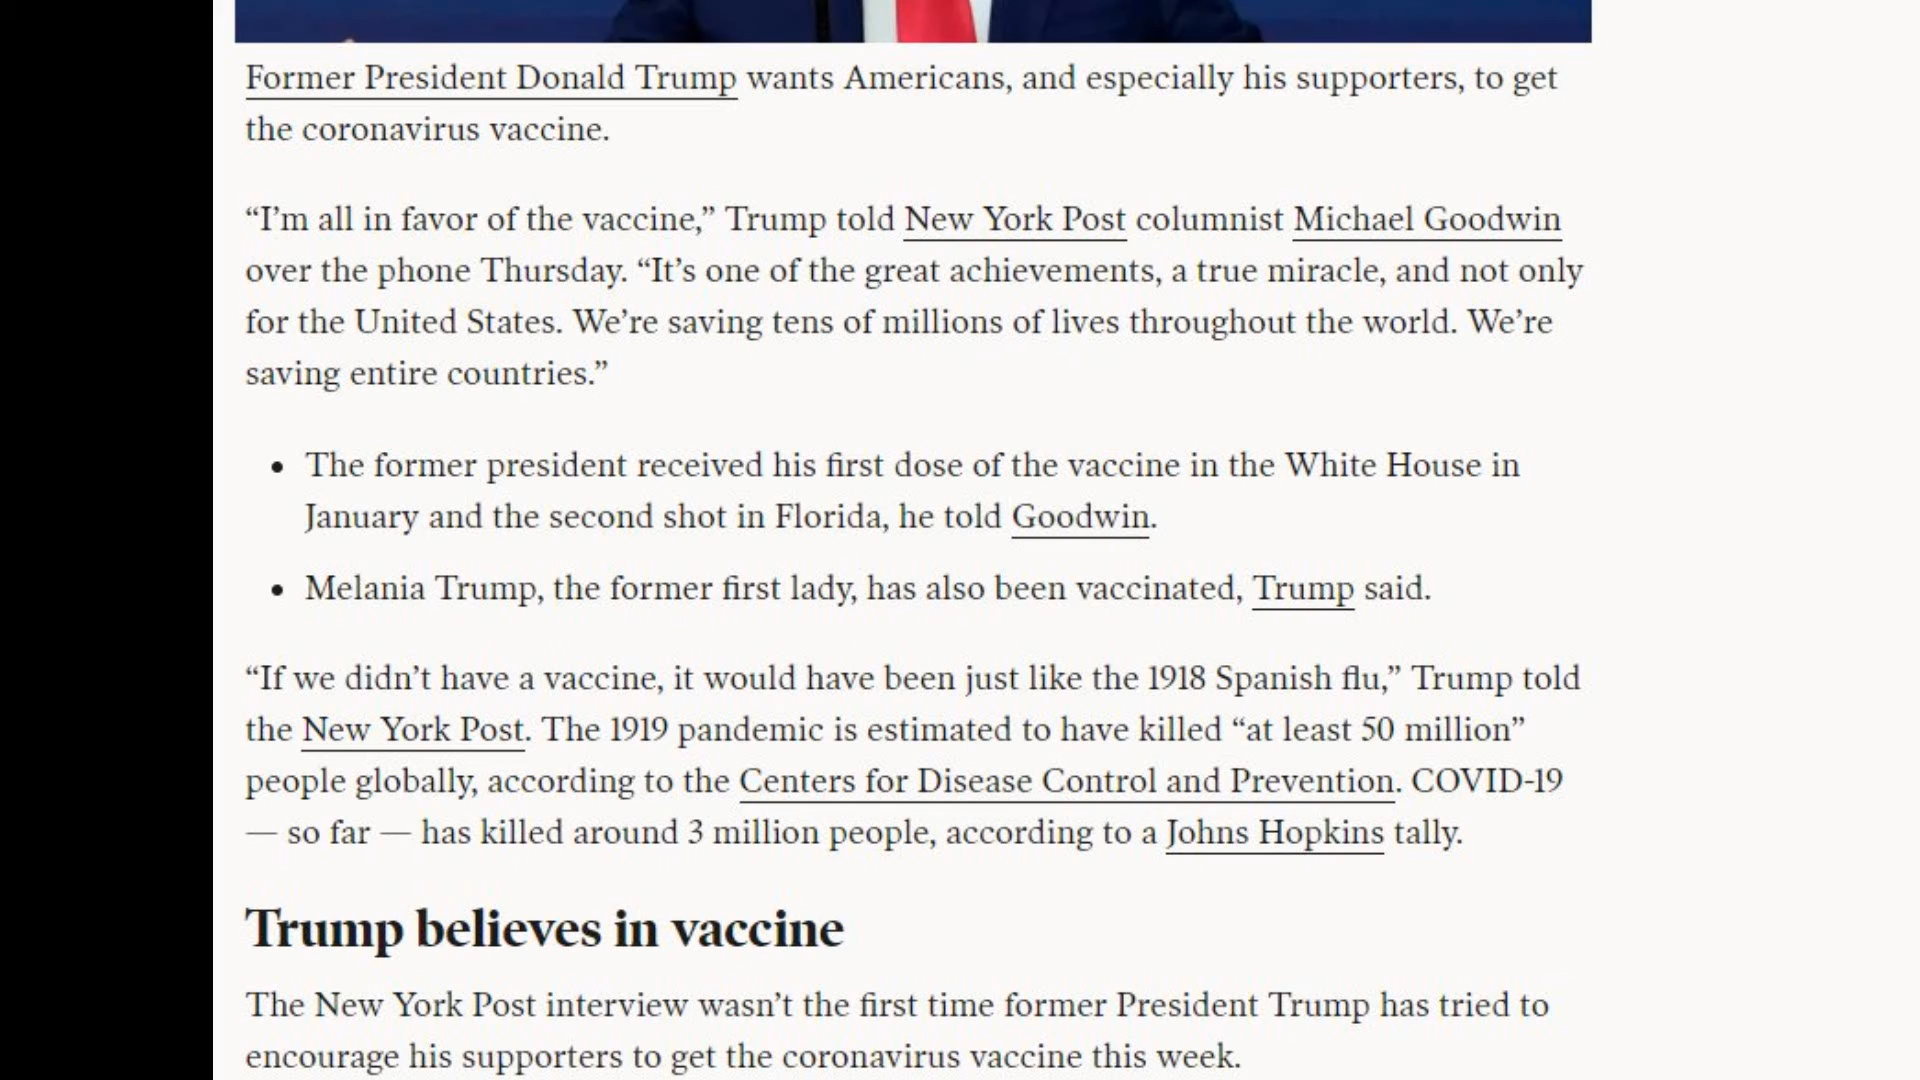 Former President Donald Trump wants Americans, and especially his supporters, to get
the coronavirus vaccine.
“I’m all in favor of the vaccine,” Trump told New York Post columnist Michael Goodwin
over the phone Thursday. “It’s one of the great achievements, a true miracle, and not only
for the United States. We’re saving tens of millions of lives throughout the world. We’re
saving entire countries.”
• The former president received his first dose of the vaccine in the White House in
January and the second shot in Florida, he told Goodwin.
• Melania Trump, the former first lady, has also been vaccinated, Trump said.
“If we didn’t have a vaccine, it would have been just like the 1918 Spanish flu,” Trump told
the New York Post. The 1919 pandemic is estimated to have killed “at least 50 million”
people globally, according to the Centers for Disease Control and Prevention. COVID-19
— so far — has killed around 3 million people, according to a Johns Hopkins tally.
Trump believes in vaccine
The New York Post interview wasn’t the first time former President Trump has tried to
encourage his supporters to get the coronavirus vaccine this week.